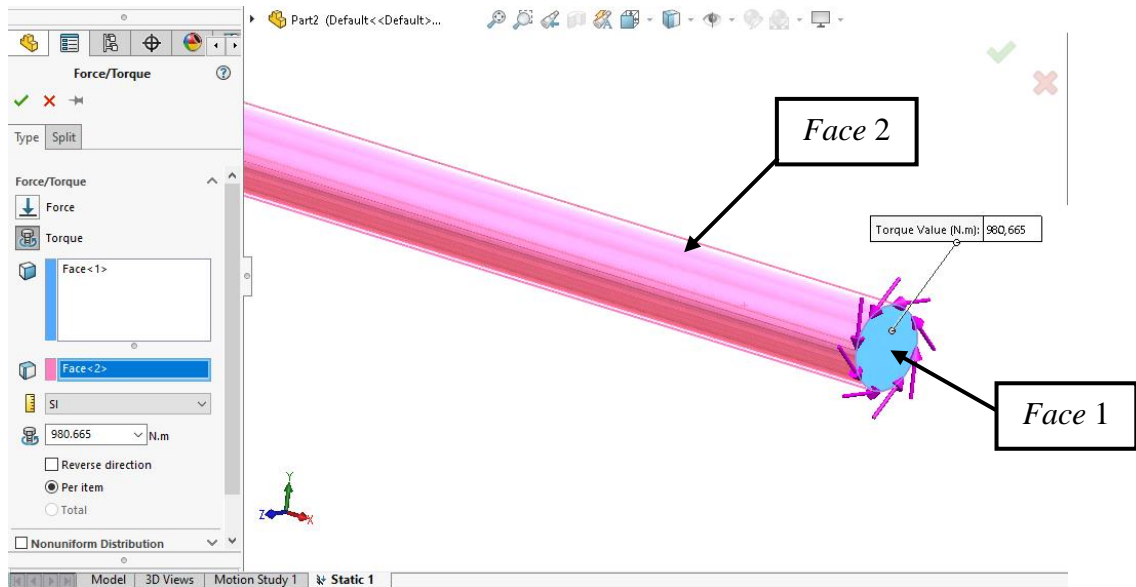 Part2 (Default<<Default>...
Force/Torque
Type Split
Force/Torque
Force
Torque
Face<1>
Face<2>
SI
980.665 N.m
Reverse direction
Per item
Total
Nonuniform Distribution
Face 2
Torque Value (N.m): 980,665
Face 1
Y
Z X
Model 3D Views Motion Study 1 Static 1